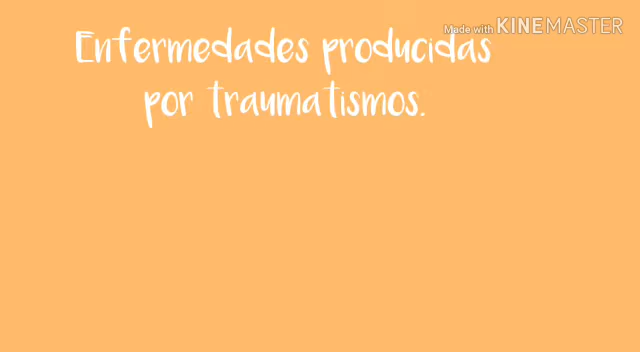 Made with KINEMASTER
Enfermedades producidas
por traumatismos.